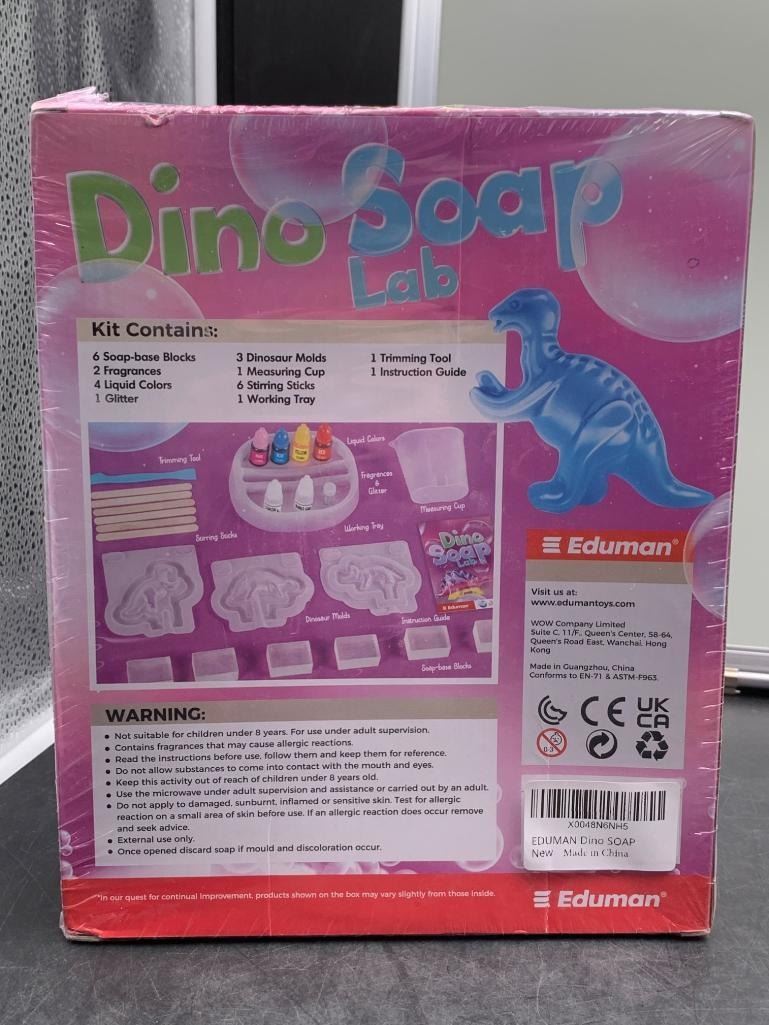 Dino Soap
Lab
Kit Contains:
6 Soap-base Blocks
2 Fragrances
4 Liquid Colors
1 Glitter
3 Dinosaur Molds
1 Measuring Cup
6 Stirring Sticks
1 Working Tray
1 Trimming Tool
1 Instruction Guide
Trimming Tool
Liquid Colors
Fragrances
&
Glitter
Measuring Cup
Stirring Sticks
Working Tray
YELLOW
RED
Dino
Soap
Lab
Eduman
Dinosaur Molds
Instruction Guide
Soap-base Blocks
Eduman®
Visit us at:
www.edumantoys.com
WOW Company Limited
Suite C, 11/F., Queen's Center, 58-64,
Queen's Road East, Wanchai, Hong
Kong
Made in Guangzhou, China
Conforms to EN-71 & ASTM-F963.
CE
UK
CA
0-3
WARNING:
• Not suitable for children under 8 years. For use under adult supervision.
• Contains fragrances that may cause allergic reactions.
• Read the instructions before use, follow them and keep them for reference.
• Do not allow substances to come into contact with the mouth and eyes.
• Keep this activity out of reach of children under 8 years old.
• Use the microwave under adult supervision and assistance or carried out by an adult.
• Do not apply to damaged, sunburnt, inflamed or sensitive skin. Test for allergic
reaction on a small area of skin before use. If an allergic reaction does occur remove
and seek advice.
• External use only.
• Once opened discard soap if mould and discoloration occur.
X0048N6NH5
EDUMAN Dino SOAP
New Made in China
*In our quest for continual improvement, products shown on the box may vary slightly from those inside.
Eduman®